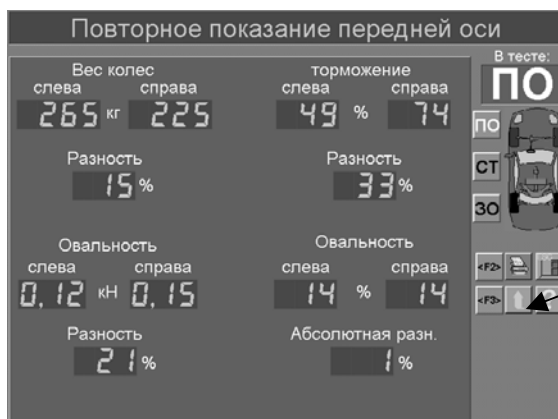 Повторное показание передней оси
В тесте:
ПО
Вес колес
слева справа
265 кг 225
Разность
15 %
торможение
слева справа
49 % 74
Разность
33 %
Овальность
слева справа
0,12 кН 0,15
Разность
21 %
Овальность
слева справа
14 % 14
Абсолютная разн.
1 %
ПО
СТ
ЗО
<F2>
<F3>